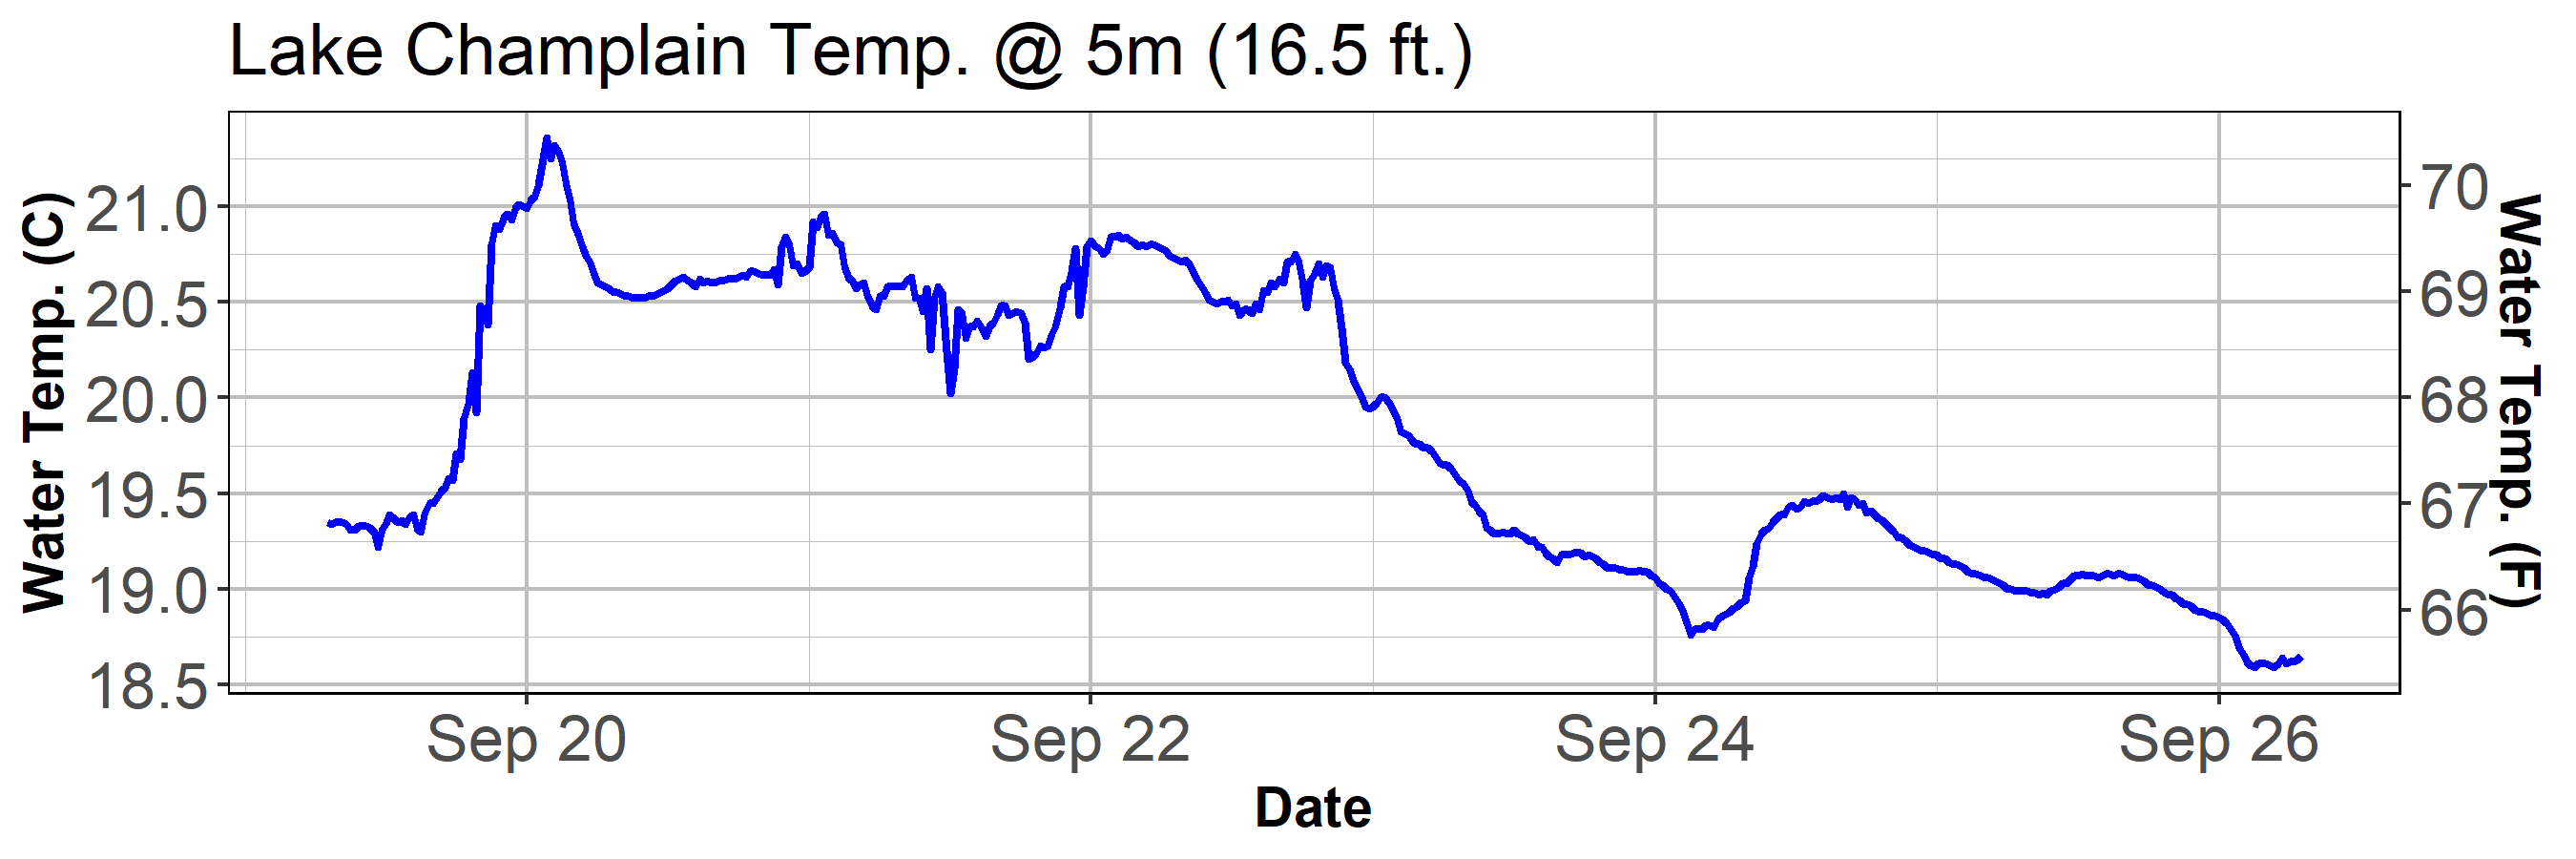 Lake Champlain Temp. @ 5m (16.5 ft.)
Water Temp. (C)
21.0
20.5
20.0
19.5
19.0
18.5
70
69
68
67
66
Water Temp. (F)
Sep 20
Sep 22
Sep 24
Sep 26
Date